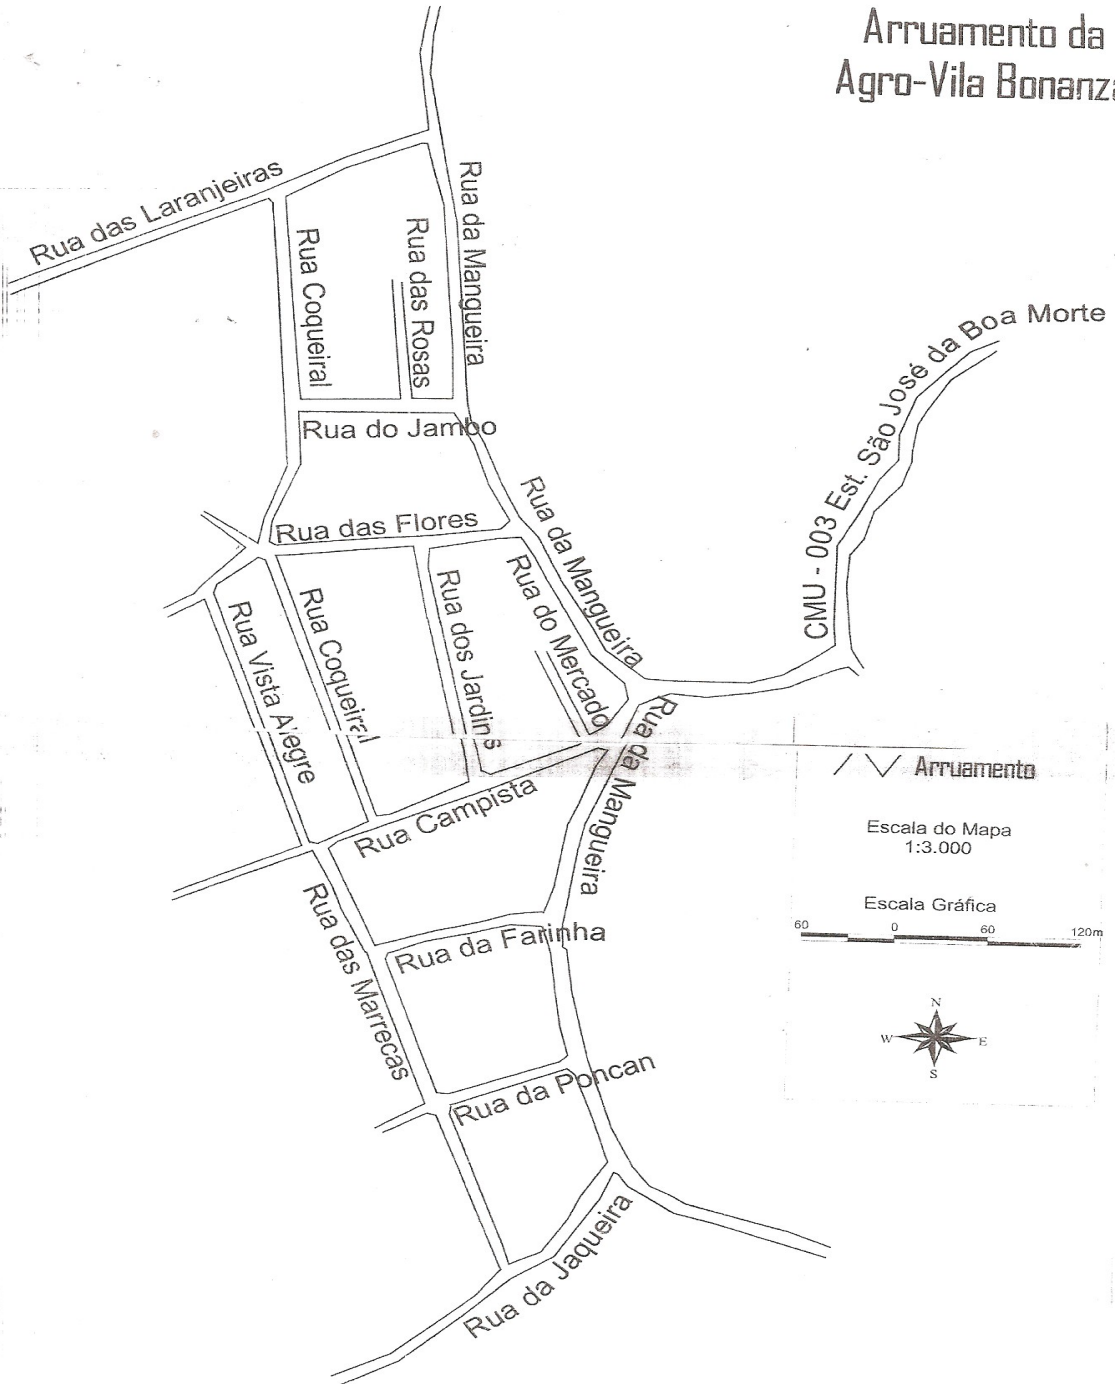 Arruamento da
Agro-Vila Bonanza
Rua das Laranjeiras
Rua da Mangueira
Rua Coqueiral
Rua das Rosas
Rua do Jambo
CMU - 003 Est. São José da Boa Morte
Rua das Flores
Rua da Mangueira
Rua do Mercado
Rua dos Jardins
Rua Coqueiral
Rua Vista Alegre
Rua da Mangueira
Rua Campista
Arruamento
Escala do Mapa
1:3.000
Escala Gráfica
60 0 60 120m
Rua das Marrecas
Rua da Farinha
N
W E
S
Rua da Poncan
Rua da Jaqueira